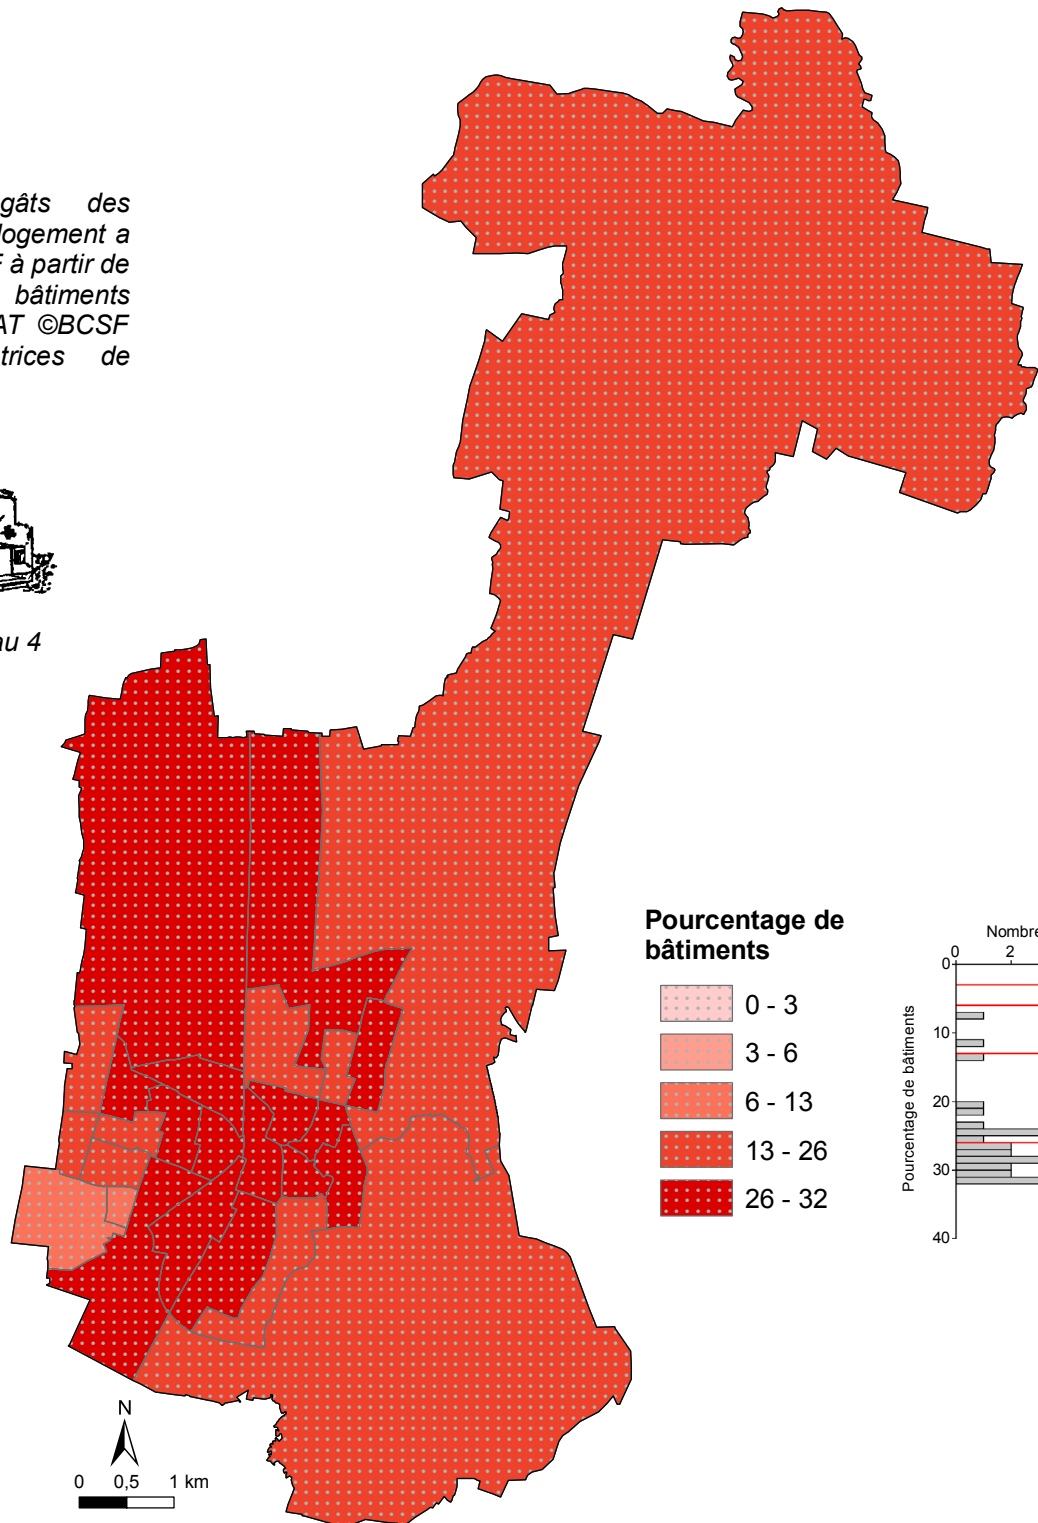 gâts des
logement a
à partir de
bâtiments
AT ©BCSF
trices de
au 4
Pourcentage de
bâtiments
0 - 3
3 - 6
6 - 13
13 - 26
26 - 32
Nombre
0 2
Pourcentage de bâtiments
0
10
20
30
40
N
0 0,5 1 km